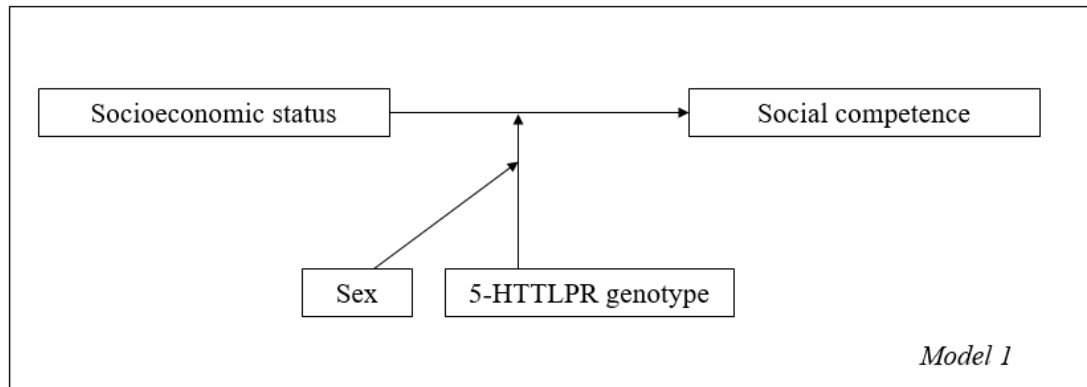 Socioeconomic status
Social competence
Sex
5-HTTLPR genotype
Model 1